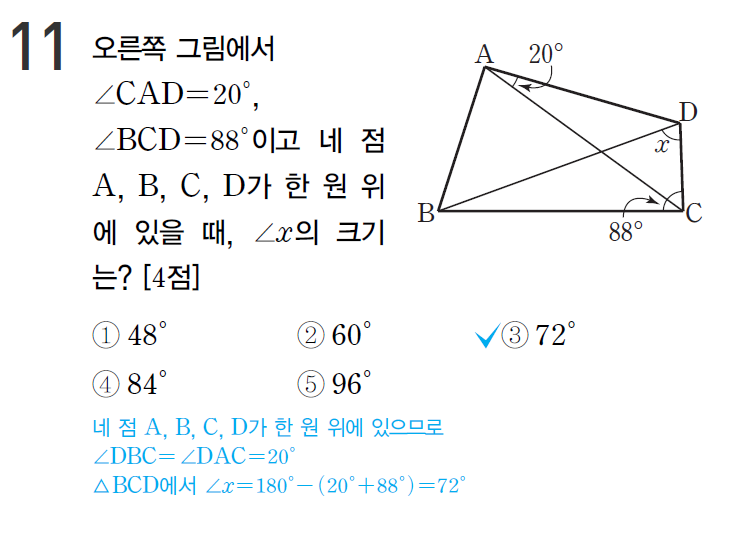 11 오른쪽 그림에서
∠CAD=20°,
∠BCD=88°이고 네 점
A, B, C, D가 한 원 위
에 있을 때, ∠x의 크기
는? [4점]
A 20°
D
x
B
C
88°
① 48° ② 60° ③ 72°
④ 84° ⑤ 96°
네 점 A, B, C, D가 한 원 위에 있으므로
∠DBC=∠DAC=20°
△BCD에서 ∠x=180°-(20°+88°)=72°